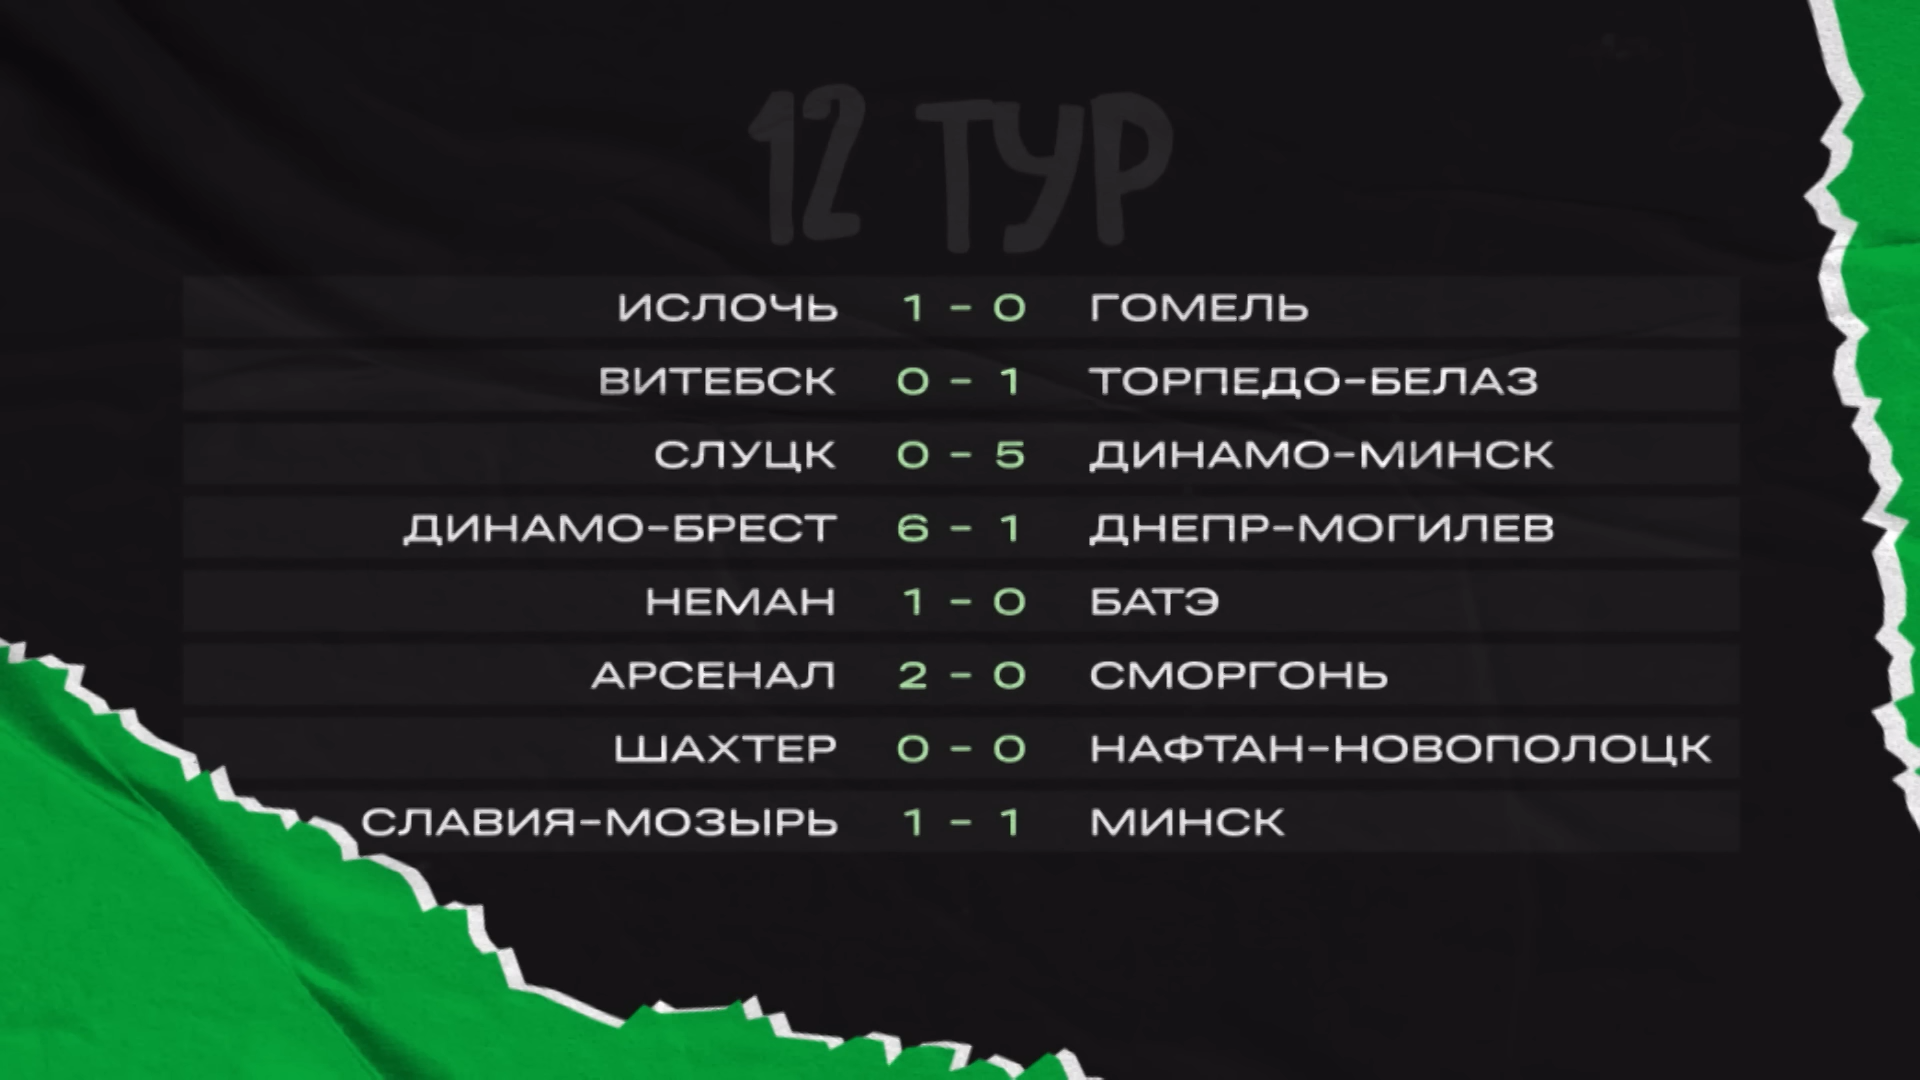 12 ТУР
ИСЛОЧЬ 1 - 0 ГОМЕЛЬ
ВИТЕБСК 0 - 1 ТОРПЕДО-БЕЛАЗ
СЛУЦК 0 - 5 ДИНАМО-МИНСК
ДИНАМО-БРЕСТ 6 - 1 ДНЕПР-МОГИЛЕВ
НЕМАН 1 - 0 БАТЭ
АРСЕНАЛ 2 - 0 СМОРГОНЬ
ШАХТЕР 0 - 0 НАФТАН-НОВОПОЛОЦК
СЛАВИЯ-МОЗЫРЬ 1 - 1 МИНСК